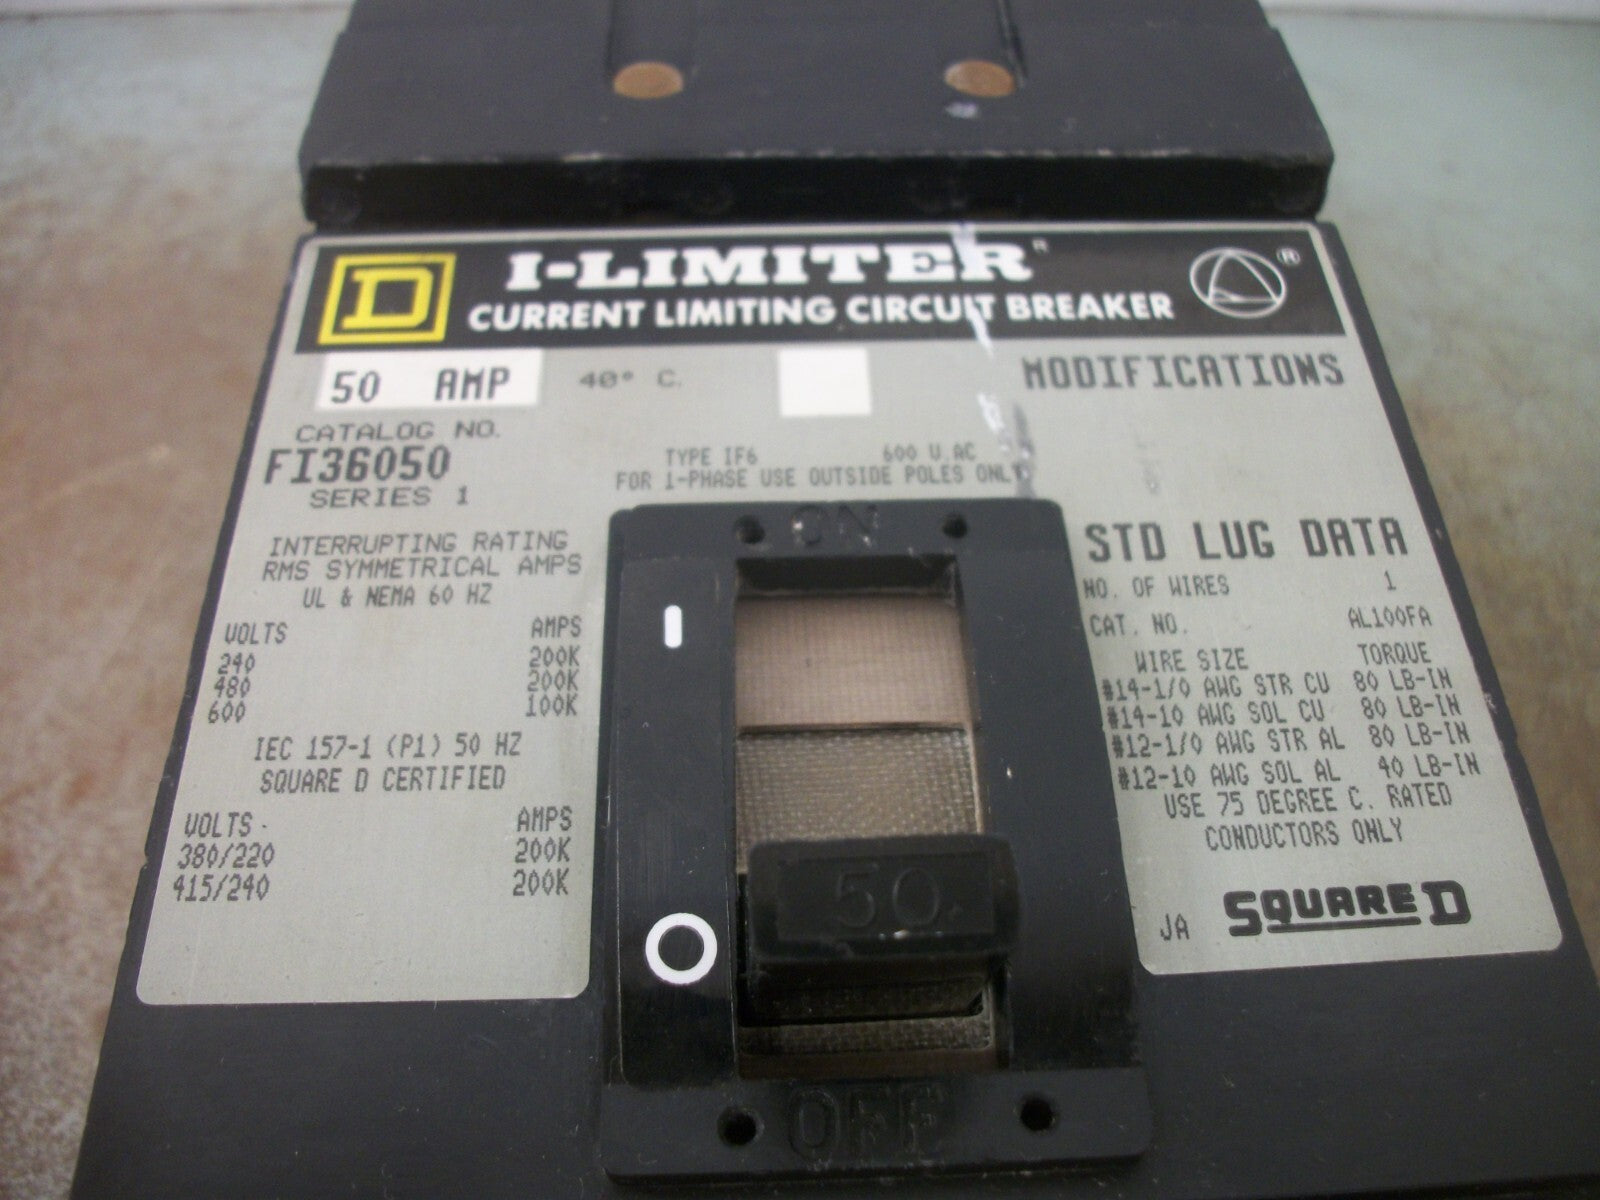 D
I-LIMITER®
CURRENT LIMITING CIRCUIT BREAKER
®
50 AMP
40° C.
CATALOG NO.
FI36050
SERIES 1
TYPE IF6 600 V.AC
FOR 1-PHASE USE OUTSIDE POLES ONLY
MODIFICATIONS
INTERRUPTING RATING
RMS SYMMETRICAL AMPS
UL & NEMA 60 HZ
VOLTS AMPS
240 200K
480 200K
600 100K
IEC 157-1 (P1) 50 HZ
SQUARE D CERTIFIED
VOLTS AMPS
380/220 200K
415/240 200K
ON
50
OFF
STD LUG DATA
NO. OF WIRES 1
CAT. NO. AL100FA
WIRE SIZE TORQUE
#14-1/0 AWG STR CU 80 LB-IN
#14-10 AWG SOL CU 80 LB-IN
#12-1/0 AWG STR AL 80 LB-IN
#12-10 AWG SOL AL 40 LB-IN
USE 75 DEGREE C. RATED
CONDUCTORS ONLY
JA SQUARE D